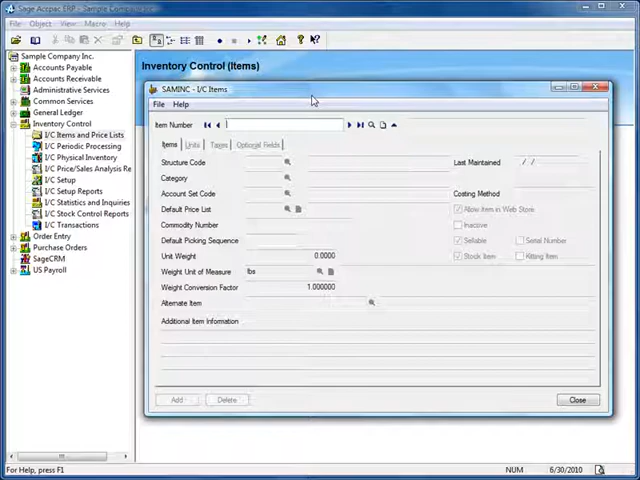 Sage Accpac ERP - Sample Company Inc.
File Object View Macro Help
Sample Company Inc.
Accounts Payable
Accounts Receivable
Administrative Services
Common Services
General Ledger
Inventory Control
I/C Items and Price Lists
I/C Periodic Processing
I/C Physical Inventory
I/C Price/Sales Analysis Re
I/C Setup
I/C Setup Reports
I/C Statistics and Inquiries
I/C Stock Control Reports
I/C Transactions
Order Entry
Purchase Orders
SageCRM
US Payroll
Inventory Control (Items)
SAMINC - I/C Items
File Help
Item Number
Items Units Taxes Optional Fields
Structure Code
Last Maintained / /
Category
Account Set Code
Costing Method
Default Price List
Allow Item in Web Store
Commodity Number
Inactive
Default Picking Sequence
Sellable Serial Number
Unit Weight 0.0000
Stock Item Kitting Item
Weight Unit of Measure lbs
Weight Conversion Factor 1.000000
Alternate Item
Additional Item Information
Add Delete Close
For Help, press F1 NUM 6/30/2010